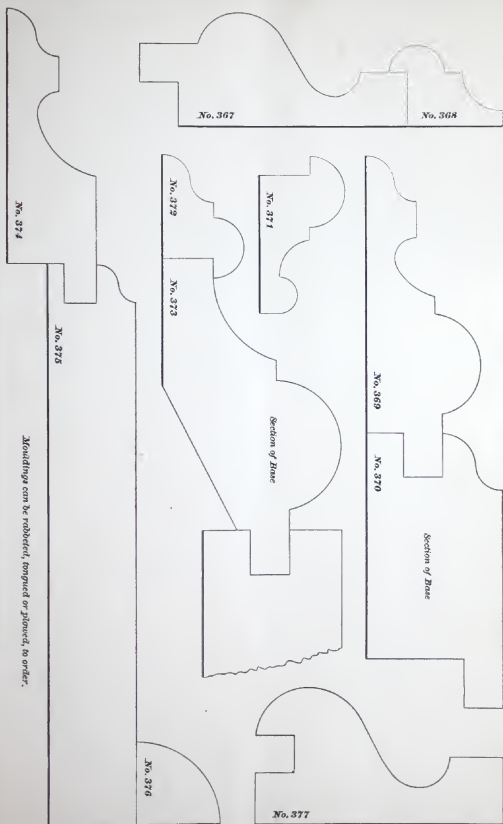 No. 367
No. 368
No. 372
No. 371
No. 374
No. 373
No. 369
No. 375
Section of Base
No. 370
Section of Base
Mouldings can be rabbeted, tongued or plowed, to order.
No. 376
No. 377